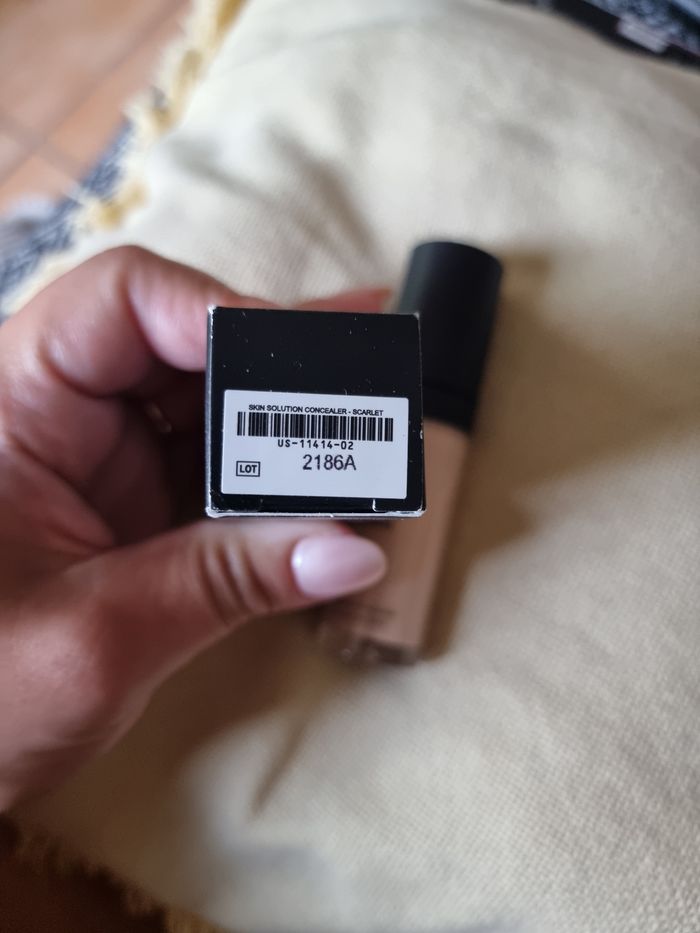 SKIN SOLUTION CONCEALER - SCARLET
US-11414-02
LOT
2186A